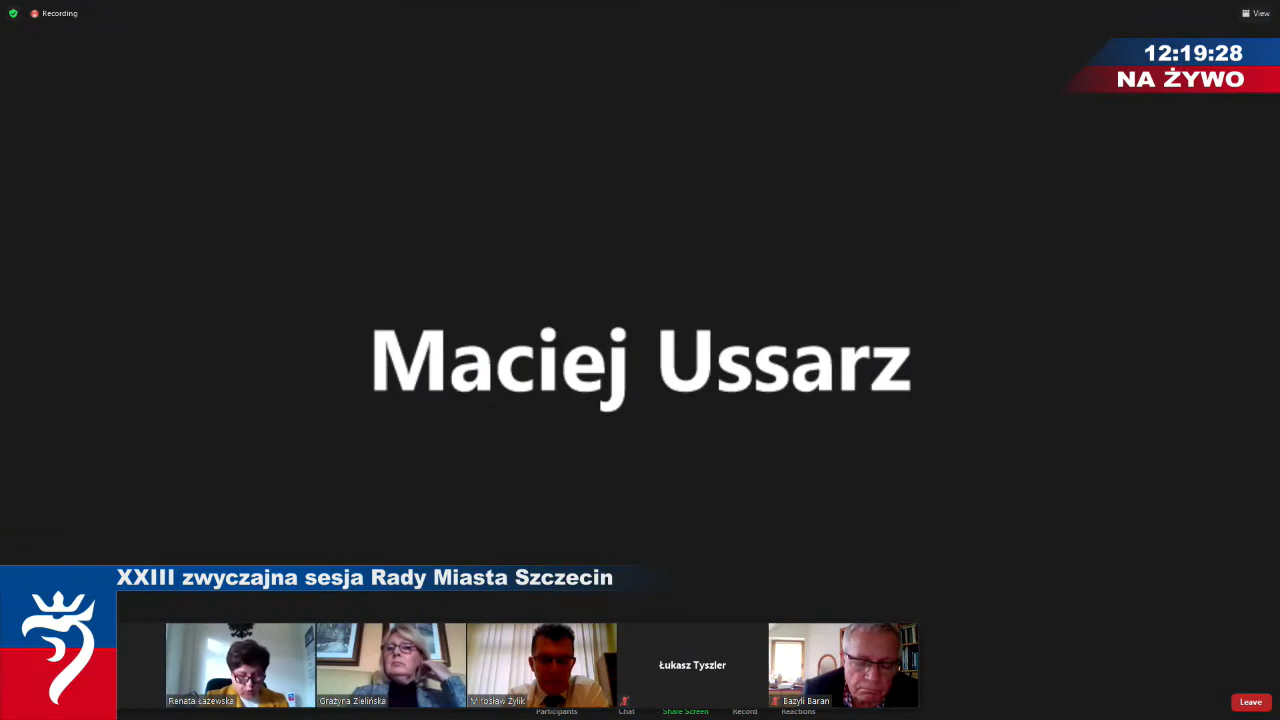 Recording
View
12:19:28
NA ŻYWO
Maciej Ussarz
XXIII zwyczajna sesja Rady Miasta Szczecin
Łukasz Tyszler
Renata Łazewska
Grażyna Zielińska
Mirosław Żylik
Bazyli Baran
Participants
Chat
Share Screen
Record
Reactions
Leave